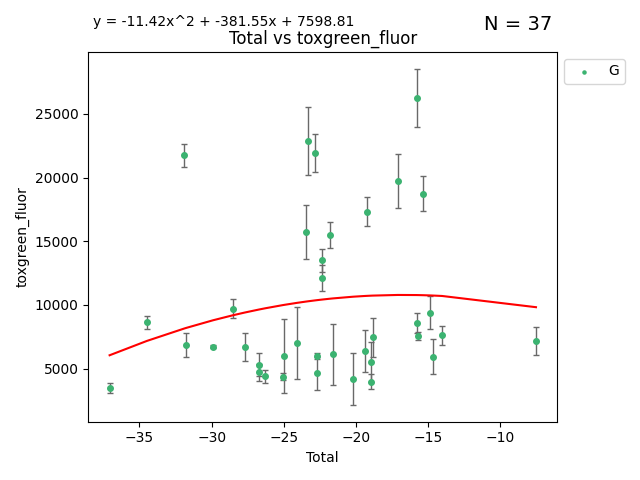 y = -11.42x^2 + -381.55x + 7598.81
N = 37
Total vs toxgreen_fluor
G
25000
20000
15000
10000
5000
toxgreen_fluor
−35 −30 −25 −20 −15 −10
Total